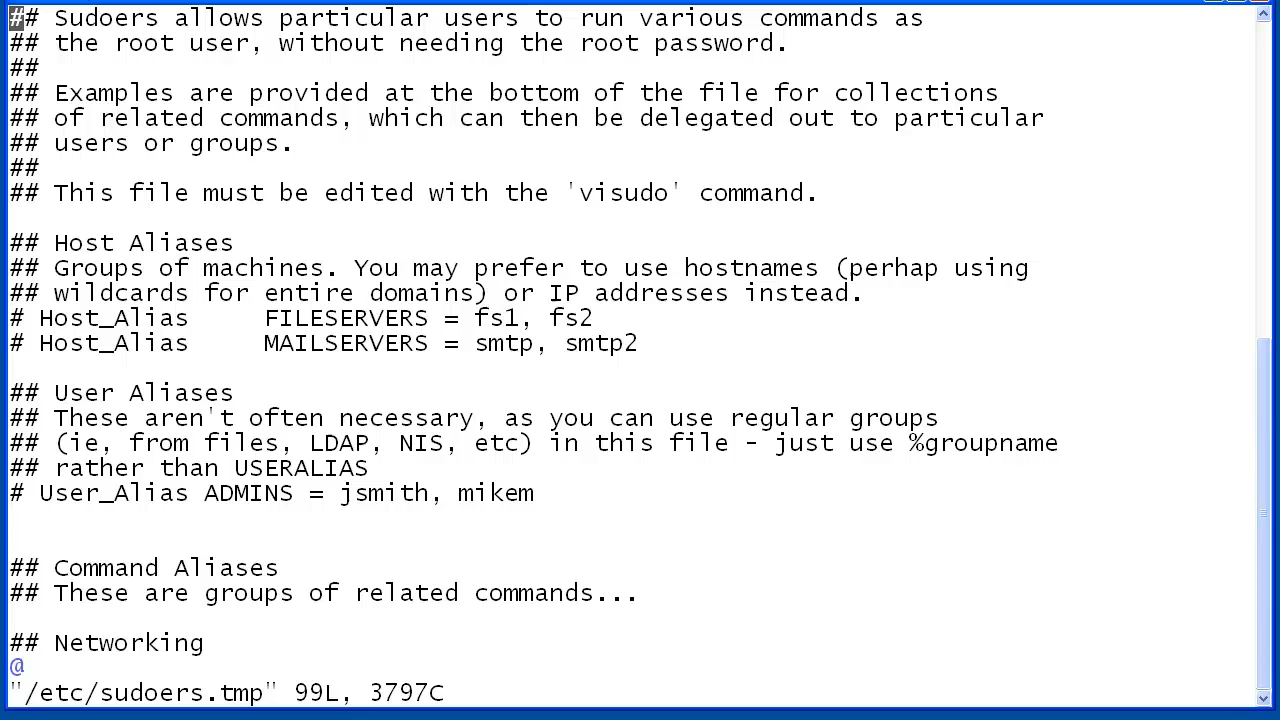 ## Sudoers allows particular users to run various commands as
## the root user, without needing the root password.
##
## Examples are provided at the bottom of the file for collections
## of related commands, which can then be delegated out to particular
## users or groups.
##
## This file must be edited with the 'visudo' command.

## Host Aliases
## Groups of machines. You may prefer to use hostnames (perhap using
## wildcards for entire domains) or IP addresses instead.
# Host_Alias     FILESERVERS = fs1, fs2
# Host_Alias     MAILSERVERS = smtp, smtp2

## User Aliases
## These aren't often necessary, as you can use regular groups
## (ie, from files, LDAP, NIS, etc) in this file - just use %groupname
## rather than USERALIAS
# User_Alias ADMINS = jsmith, mikem


## Command Aliases
## These are groups of related commands...

## Networking
@
"/etc/sudoers.tmp" 99L, 3797C